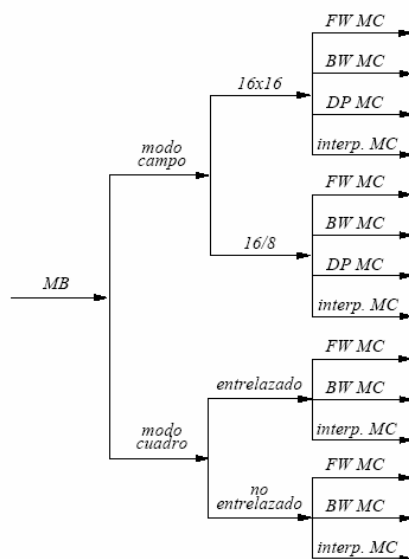 FW MC
16x16
BW MC
DP MC
modo
campo
interp. MC
FW MC
16/8
BW MC
DP MC
MB
interp. MC
FW MC
entrelazado
BW MC
modo
cuadro
interp. MC
FW MC
no
entrelazado
BW MC
interp. MC